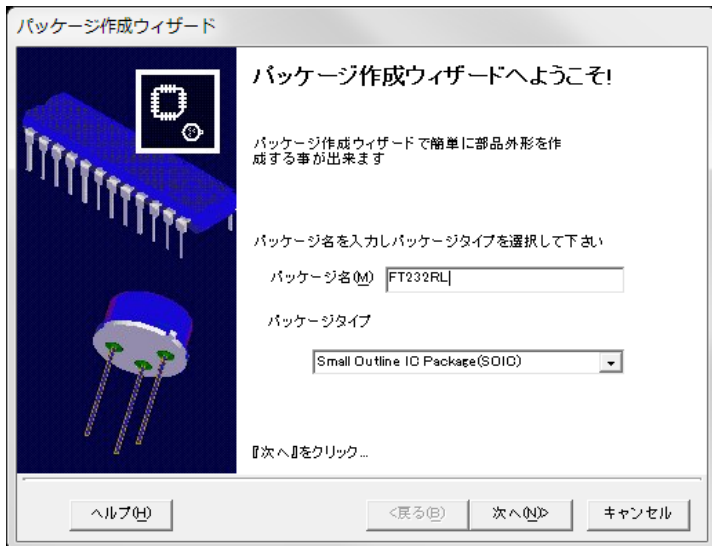 パッケージ作成ウィザード
パッケージ作成ウィザードへようこそ!
パッケージ作成ウィザードで簡単に部品外形を作
成する事が出来ます
パッケージ名を入力しパッケージタイプを選択して下さい
パッケージ名(M) FT232RL
パッケージタイプ
Small Outline IC Package(SOIC)
『次へ』をクリック...
ヘルプ(H) <戻る(B) 次へ(N)> キャンセル